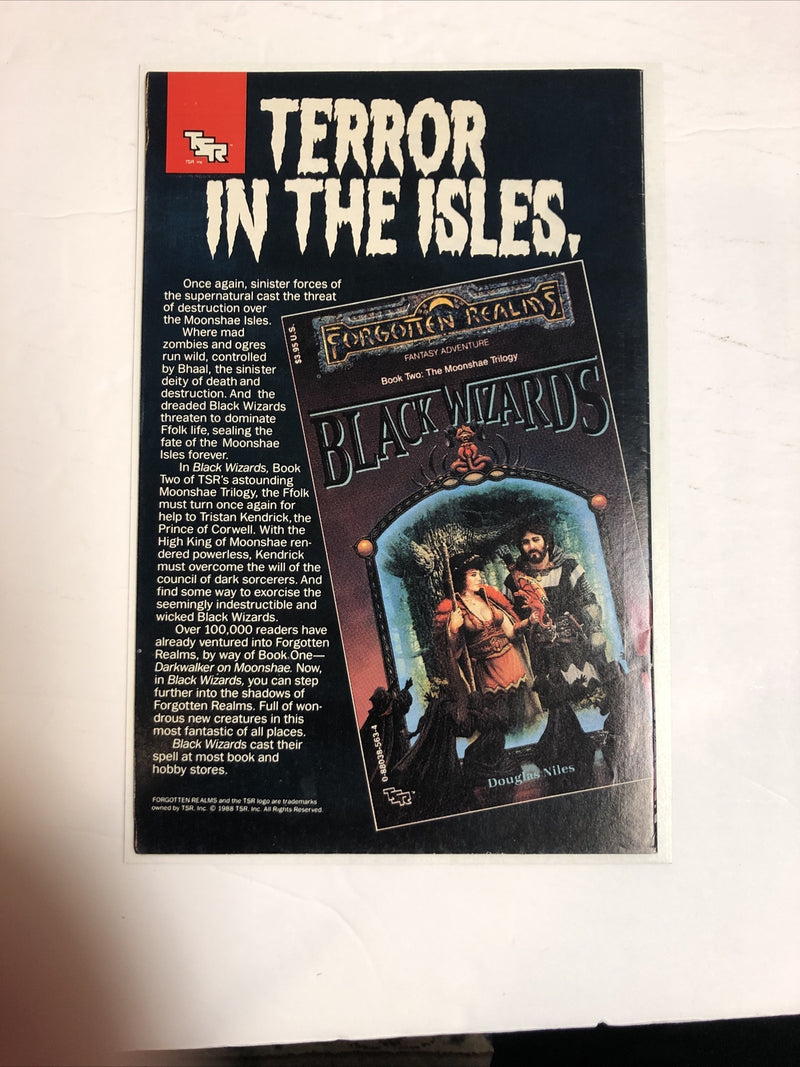 TSR
TSR, Inc.
TERROR
IN THE ISLES.
Once again, sinister forces of
the supernatural cast the threat
of destruction over
the Moonshae Isles.
Where mad
zombies and ogres
run wild, controlled
by Bhaal, the sinister
deity of death and
destruction. And the
dreaded Black Wizards
threaten to dominate
Ffolk life, sealing the
fate of the Moonshae
Isles forever.
In Black Wizards, Book
Two of TSR's astounding
Moonshae Trilogy, the Ffolk
must turn once again for
help to Tristan Kendrick, the
Prince of Corwell. With the
High King of Moonshae ren-
dered powerless, Kendrick
must overcome the will of the
council of dark sorcerers. And
find some way to exorcise the
seemingly indestructible and
wicked Black Wizards.
Over 100,000 readers have
already ventured into Forgotten
Realms, by way of Book One—
Darkwalker on Moonshae. Now,
in Black Wizards, you can step
further into the shadows of
Forgotten Realms. Full of won-
drous new creatures in this
most fantastic of all places.
Black Wizards cast their
spell at most book and
hobby stores.
FORGOTTEN REALMS and the TSR logo are trademarks
owned by TSR, Inc. © 1988 TSR, Inc. All Rights Reserved.
$3.95 U.S.
FORGOTTEN REALMS
FANTASY ADVENTURE
Book Two: The Moonshae Trilogy
BLACK WIZARDS
0-88038-563-4
Douglas Niles
TSR